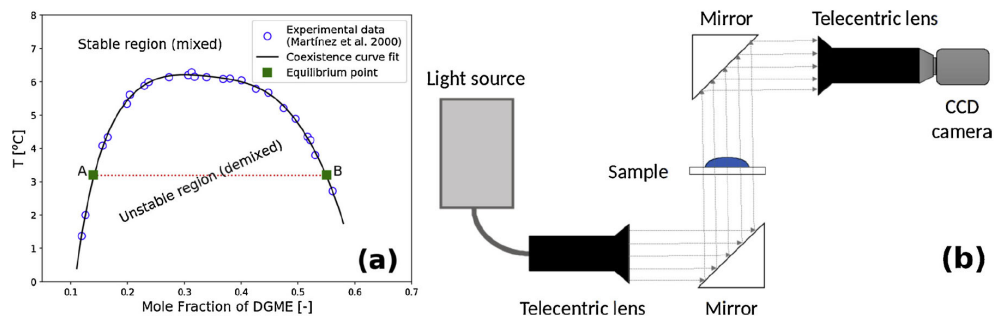 (a)
8
7
6
5
4
3
2
1
0
T [°C]
Stable region (mixed)
Experimental data
(Martínez et al. 2000)
Coexistence curve fit
Equilibrium point
A
B
Unstable region (demixed)
(a)
0.1 0.2 0.3 0.4 0.5 0.6 0.7
Mole Fraction of DGME [-]
Mirror
Telecentric lens
Light source
CCD
camera
Sample
Telecentric lens
Mirror
(b)